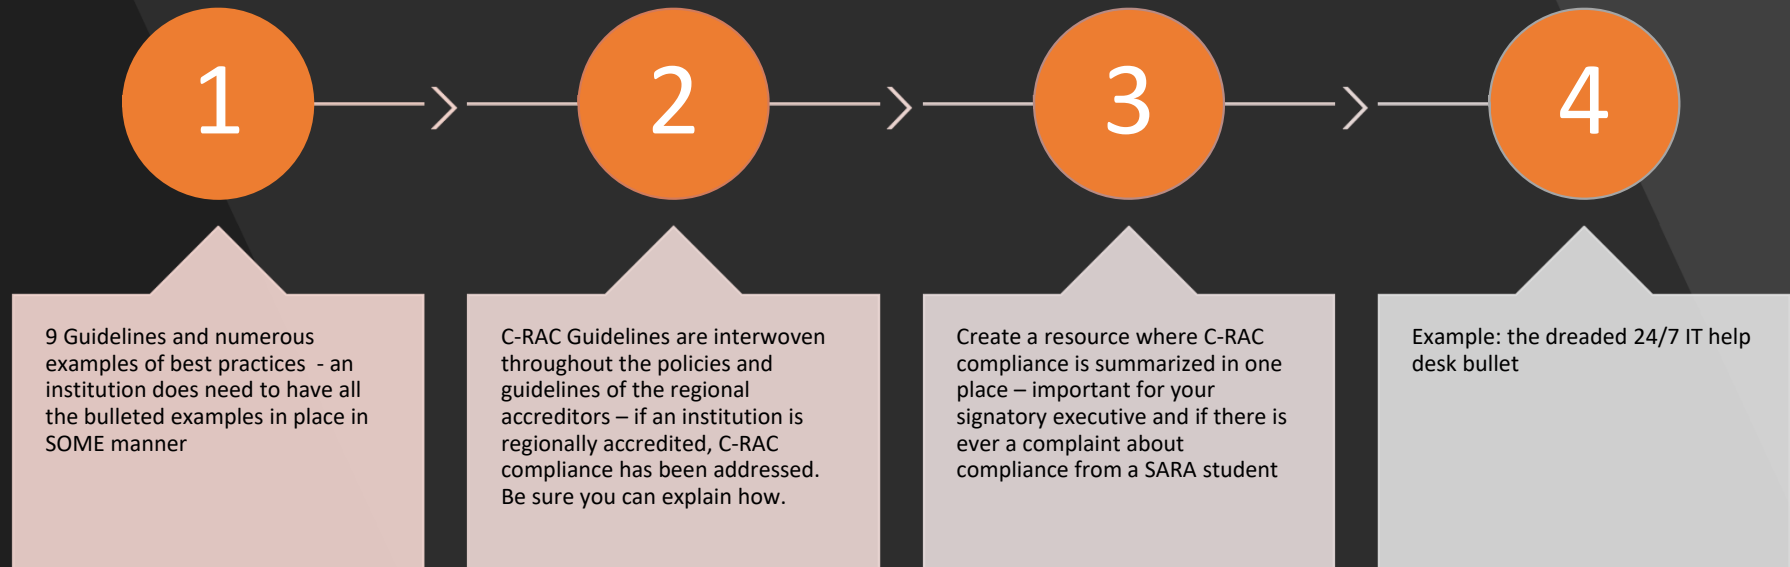 1
2
3
4
9 Guidelines and numerous
examples of best practices  - an
institution does need to have all
the bulleted examples in place in
SOME manner
C-RAC Guidelines are interwoven
throughout the policies and
guidelines of the regional
accreditors – if an institution is
regionally accredited, C-RAC
compliance has been addressed.
Be sure you can explain how.
Create a resource where C-RAC
compliance is summarized in one
place – important for your
signatory executive and if there is
ever a complaint about
compliance from a SARA student
Example: the dreaded 24/7 IT help
desk bullet